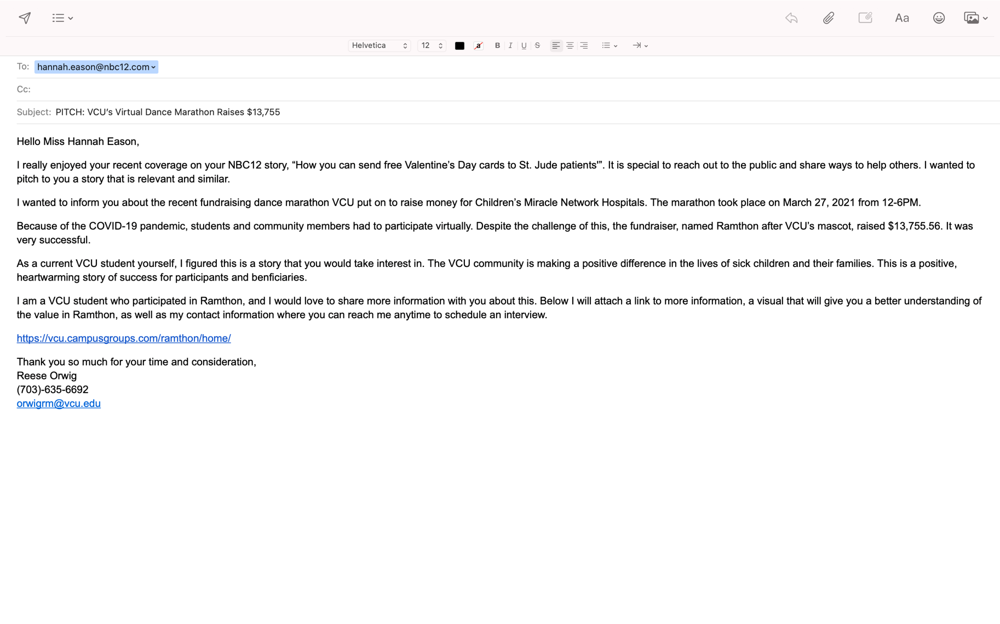 Aa
Helvetica 12 a B I U S
To: hannah.eason@nbc12.com
Cc:
Subject: PITCH: VCU's Virtual Dance Marathon Raises $13,755
Hello Miss Hannah Eason,
I really enjoyed your recent coverage on your NBC12 story, “How you can send free Valentine’s Day cards to St. Jude patients'”. It is special to reach out to the public and share ways to help others. I wanted to
pitch to you a story that is relevant and similar.
I wanted to inform you about the recent fundraising dance marathon VCU put on to raise money for Children’s Miracle Network Hospitals. The marathon took place on March 27, 2021 from 12-6PM.
Because of the COVID-19 pandemic, students and community members had to participate virtually. Despite the challenge of this, the fundraiser, named Ramthon after VCU’s mascot, raised $13,755.56. It was
very successful.
As a current VCU student yourself, I figured this is a story that you would take interest in. The VCU community is making a positive difference in the lives of sick children and their families. This is a positive,
heartwarming story of success for participants and benficiaries.
I am a VCU student who participated in Ramthon, and I would love to share more information with you about this. Below I will attach a link to more information, a visual that will give you a better understanding of
the value in Ramthon, as well as my contact information where you can reach me anytime to schedule an interview.
https://vcu.campusgroups.com/ramthon/home/
Thank you so much for your time and consideration,
Reese Orwig
(703)-635-6692
orwigrm@vcu.edu